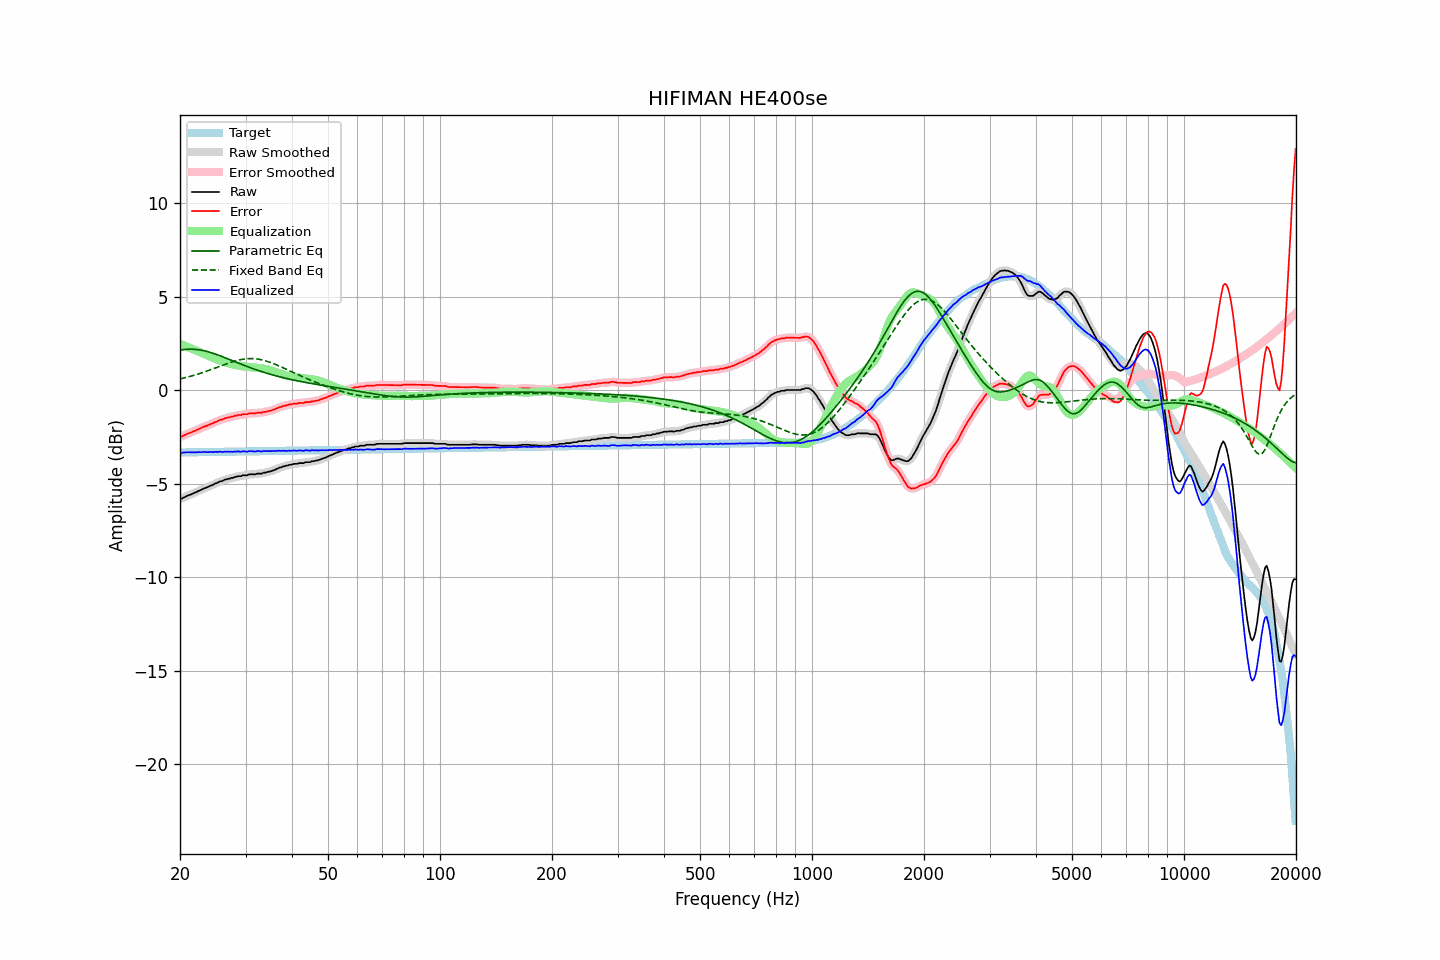 HIFIMAN HE400se
Target
Raw Smoothed
Error Smoothed
Raw
Error
Equalization
Parametric Eq
Fixed Band Eq
Equalized
10
5
0
−5
−10
−15
−20
Amplitude (dBr)
20 50 100 200 500 1000 2000 5000 10000 20000
Frequency (Hz)